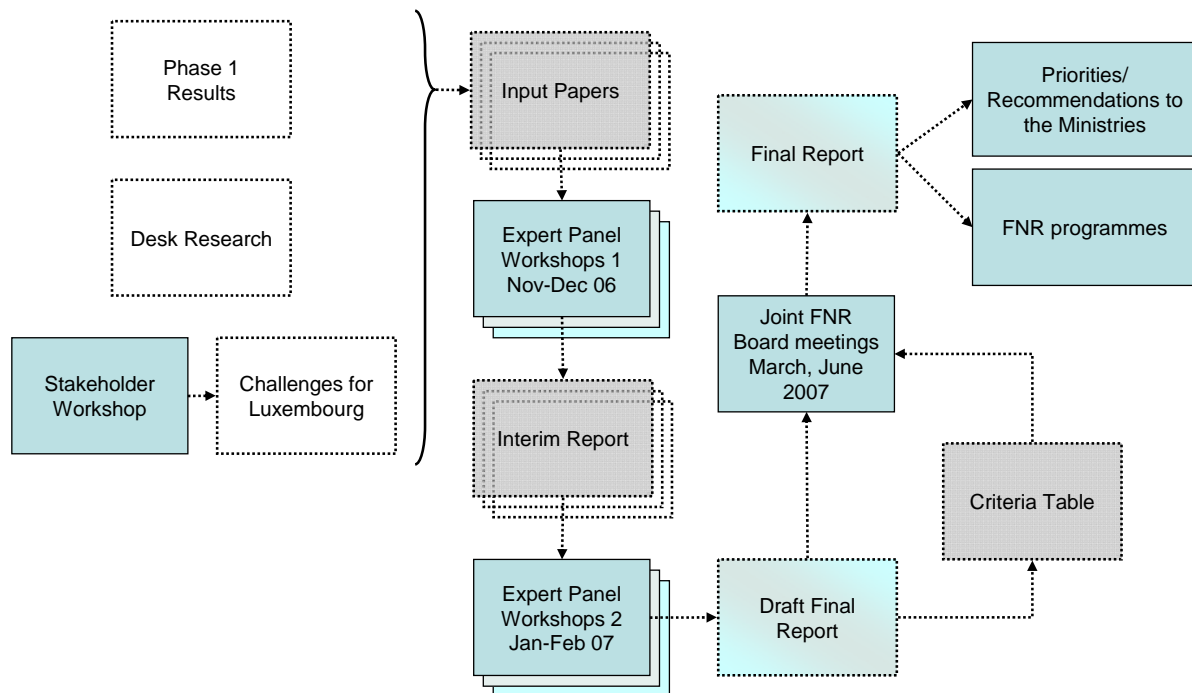 Phase 1
Results
Desk Research
Stakeholder
Workshop
Challenges for
Luxembourg
Input Papers
Expert Panel
Workshops 1
Nov-Dec 06
Interim Report
Expert Panel
Workshops 2
Jan-Feb 07
Draft Final
Report
Criteria Table
Joint FNR
Board meetings
March, June
2007
Final Report
Priorities/
Recommendations to
the Ministries
FNR programmes